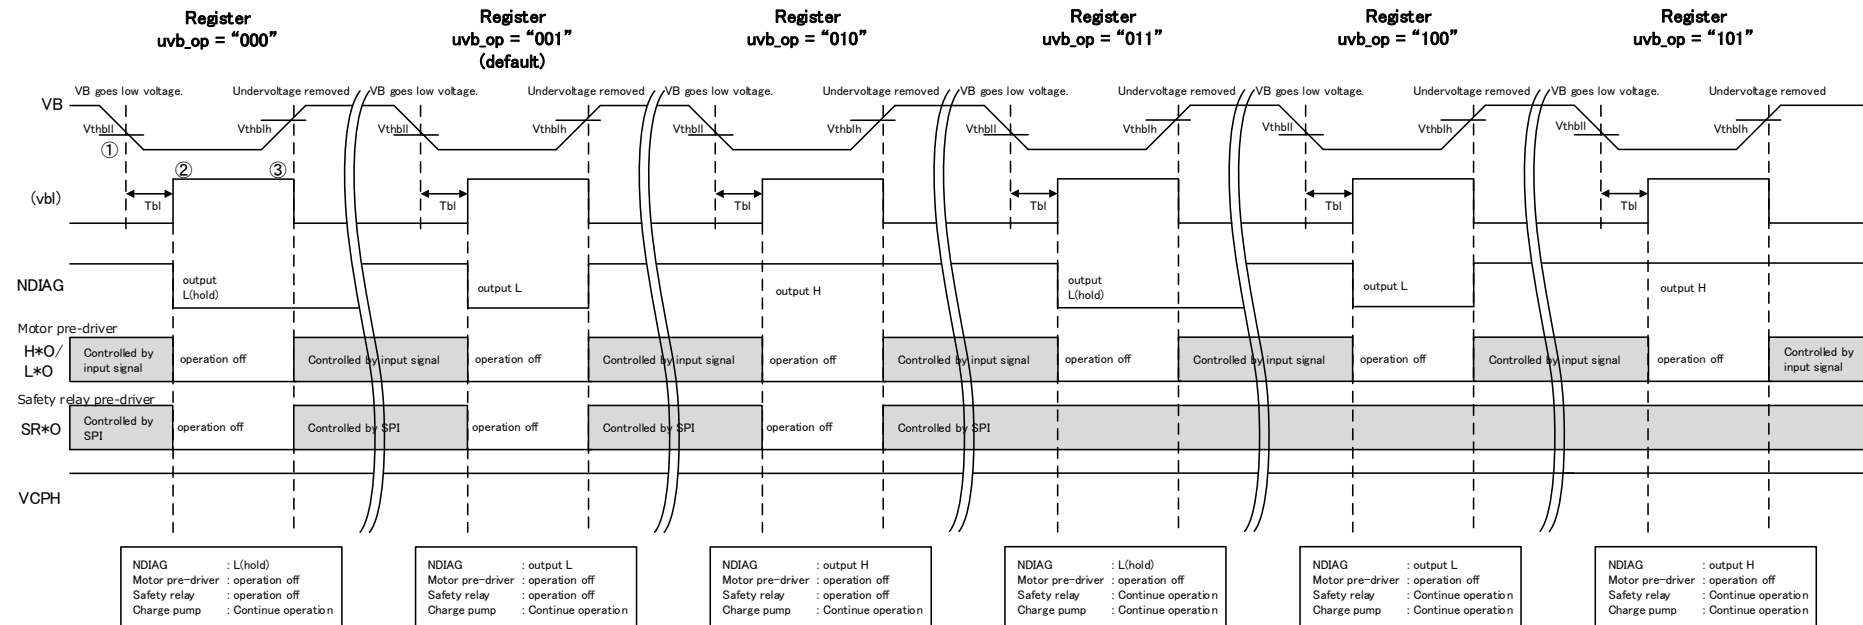 Register
uvb_op = “000”
Register
uvb_op = “001”
(default)
Register
uvb_op = “010”
Register
uvb_op = “011”
Register
uvb_op = “100”
Register
uvb_op = “101”
VB
VB goes low voltage.
Undervoltage removed
VB goes low voltage.
Undervoltage removed
VB goes low voltage.
Undervoltage removed
VB goes low voltage.
Undervoltage removed
VB goes low voltage.
Undervoltage removed
VB goes low voltage.
Undervoltage removed
Vthbll
Vthblh
Vthbll
Vthblh
Vthbll
Vthblh
Vthbll
Vthblh
Vthbll
Vthblh
Vthbll
Vthblh
①
②
③
(vbl)
Tbl
Tbl
Tbl
Tbl
Tbl
Tbl
NDIAG
output
L(hold)
output L
output H
output
L(hold)
output L
output H
Motor pre-driver
H*O/
L*O
Controlled by
input signal
operation off
Controlled by input signal
operation off
Controlled by input signal
operation off
Controlled by input signal
operation off
Controlled by input signal
operation off
Controlled by input signal
operation off
Controlled by
input signal
Safety relay pre-driver
SR*O
Controlled by
SPI
operation off
Controlled by SPI
operation off
Controlled by SPI
operation off
Controlled by SPI
VCPH
NDIAG : L(hold)
Motor pre-driver : operation off
Safety relay : operation off
Charge pump : Continue operation
NDIAG : output L
Motor pre-driver : operation off
Safety relay : operation off
Charge pump : Continue operation
NDIAG : output H
Motor pre-driver : operation off
Safety relay : operation off
Charge pump : Continue operation
NDIAG : L(hold)
Motor pre-driver : operation off
Safety relay : Continue operation
Charge pump : Continue operation
NDIAG : output L
Motor pre-driver : operation off
Safety relay : Continue operation
Charge pump : Continue operation
NDIAG : output H
Motor pre-driver : operation off
Safety relay : Continue operation
Charge pump : Continue operation